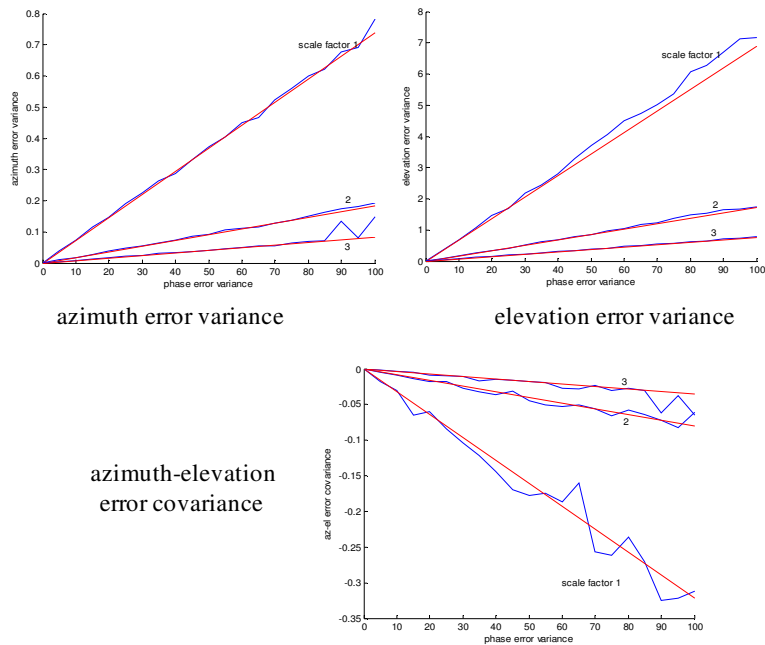 0.8
0.7
0.6
0.5
0.4
0.3
0.2
0.1
0
azimuth error variance
scale factor 1
2
3
0 10 20 30 40 50 60 70 80 90 100
phase error variance
azimuth error variance
8
7
6
5
4
3
2
1
0
elevation error variance
scale factor 1
2
3
0 10 20 30 40 50 60 70 80 90 100
phase error variance
elevation error variance
azimuth-elevation
error covariance
0
-0.05
-0.1
-0.15
-0.2
-0.25
-0.3
-0.35
az-el error covariance
3
2
scale factor 1
0 10 20 30 40 50 60 70 80 90 100
phase error variance